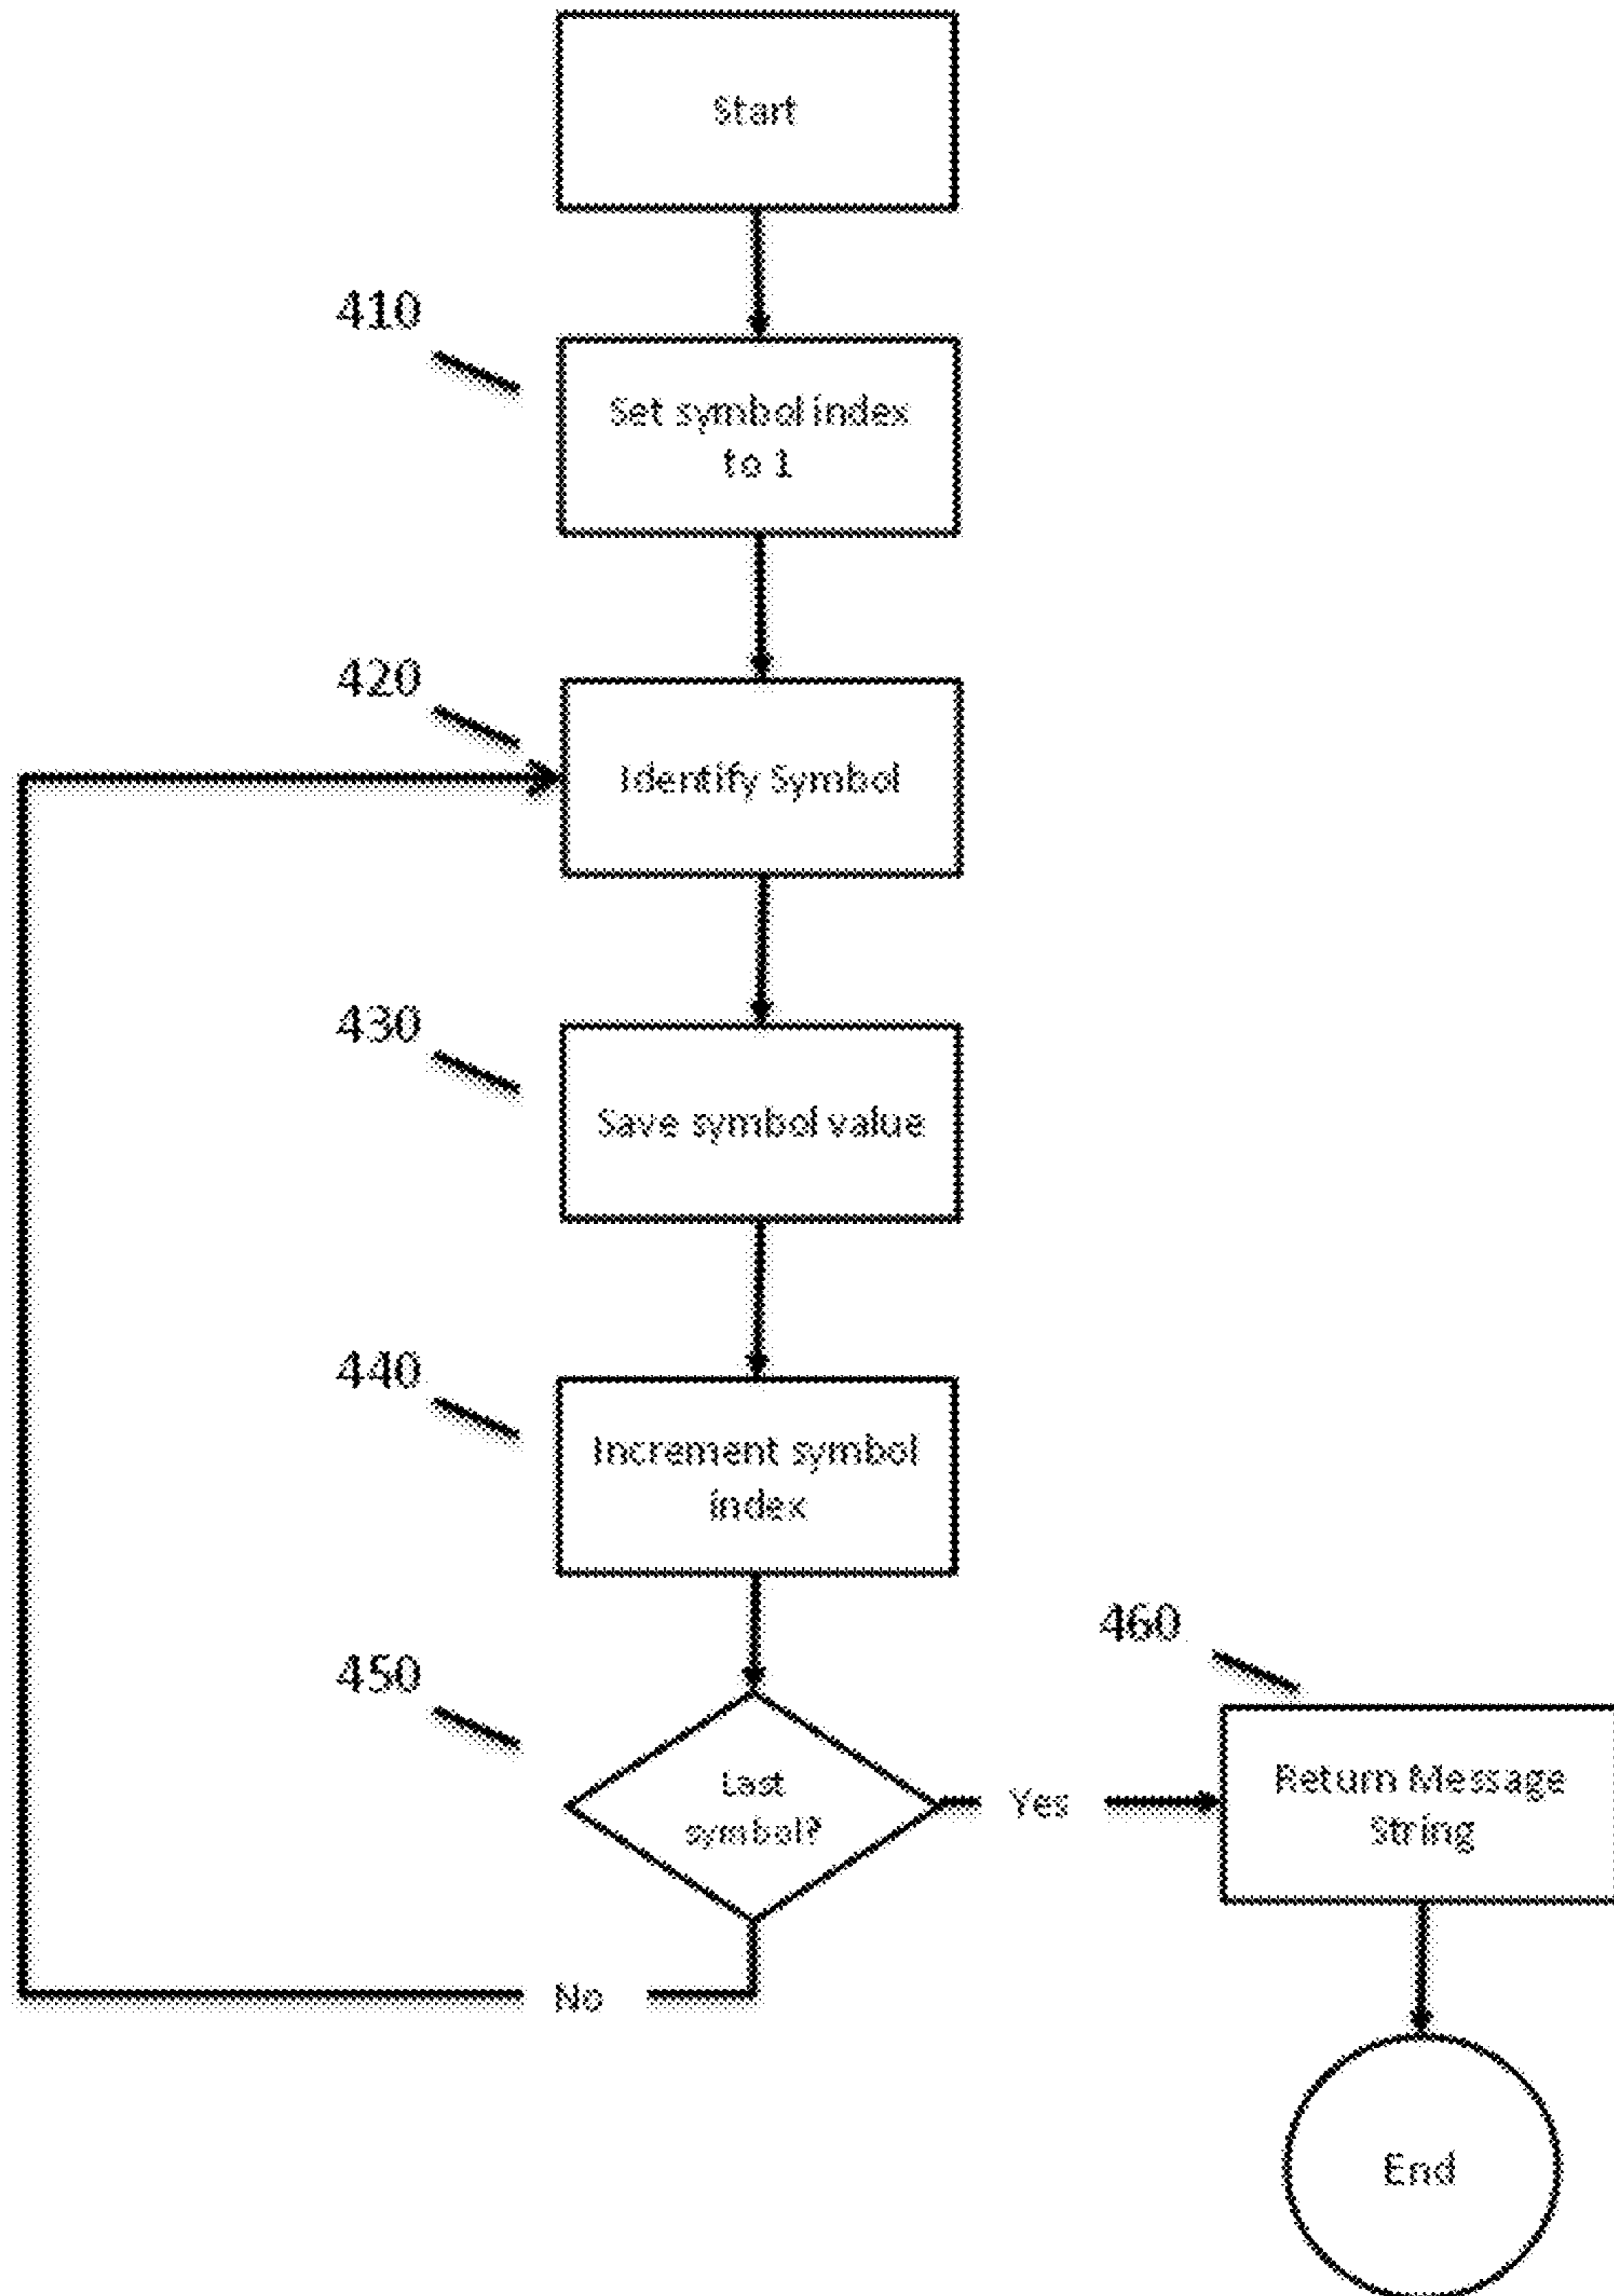 Start
410
Set symbol index
to 1
420
Identify Symbol
430
Save symbol value
440
Increment symbol
index
450
Last
symbol?
Yes
460
Return Message
String
No
End